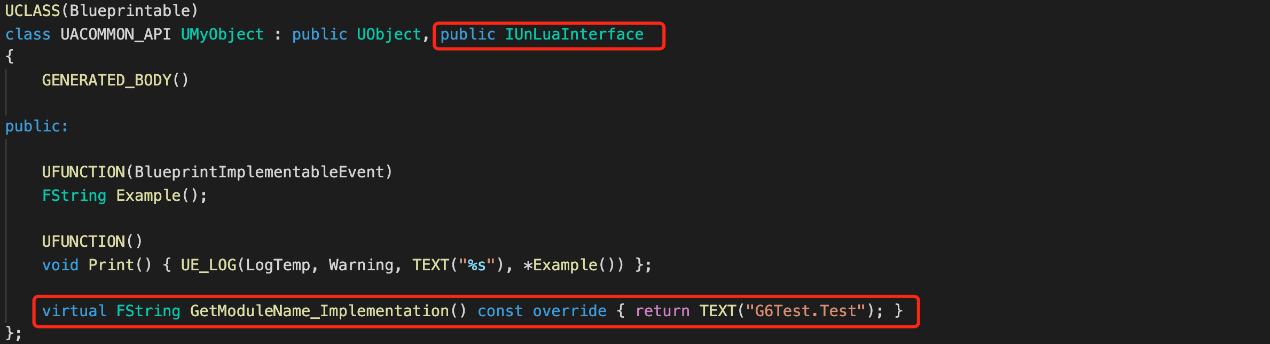 UCLASS(Blueprintable)
class UACOMMON_API UMyObject : public UObject, public IUnLuaInterface
{
GENERATED_BODY()
public:
UFUNCTION(BlueprintImplementableEvent)
FString Example();
UFUNCTION()
void Print() { UE_LOG(LogTemp, Warning, TEXT("%s"), *Example()) };
virtual FString GetModuleName_Implementation() const override { return TEXT("G6Test.Test"); }
};